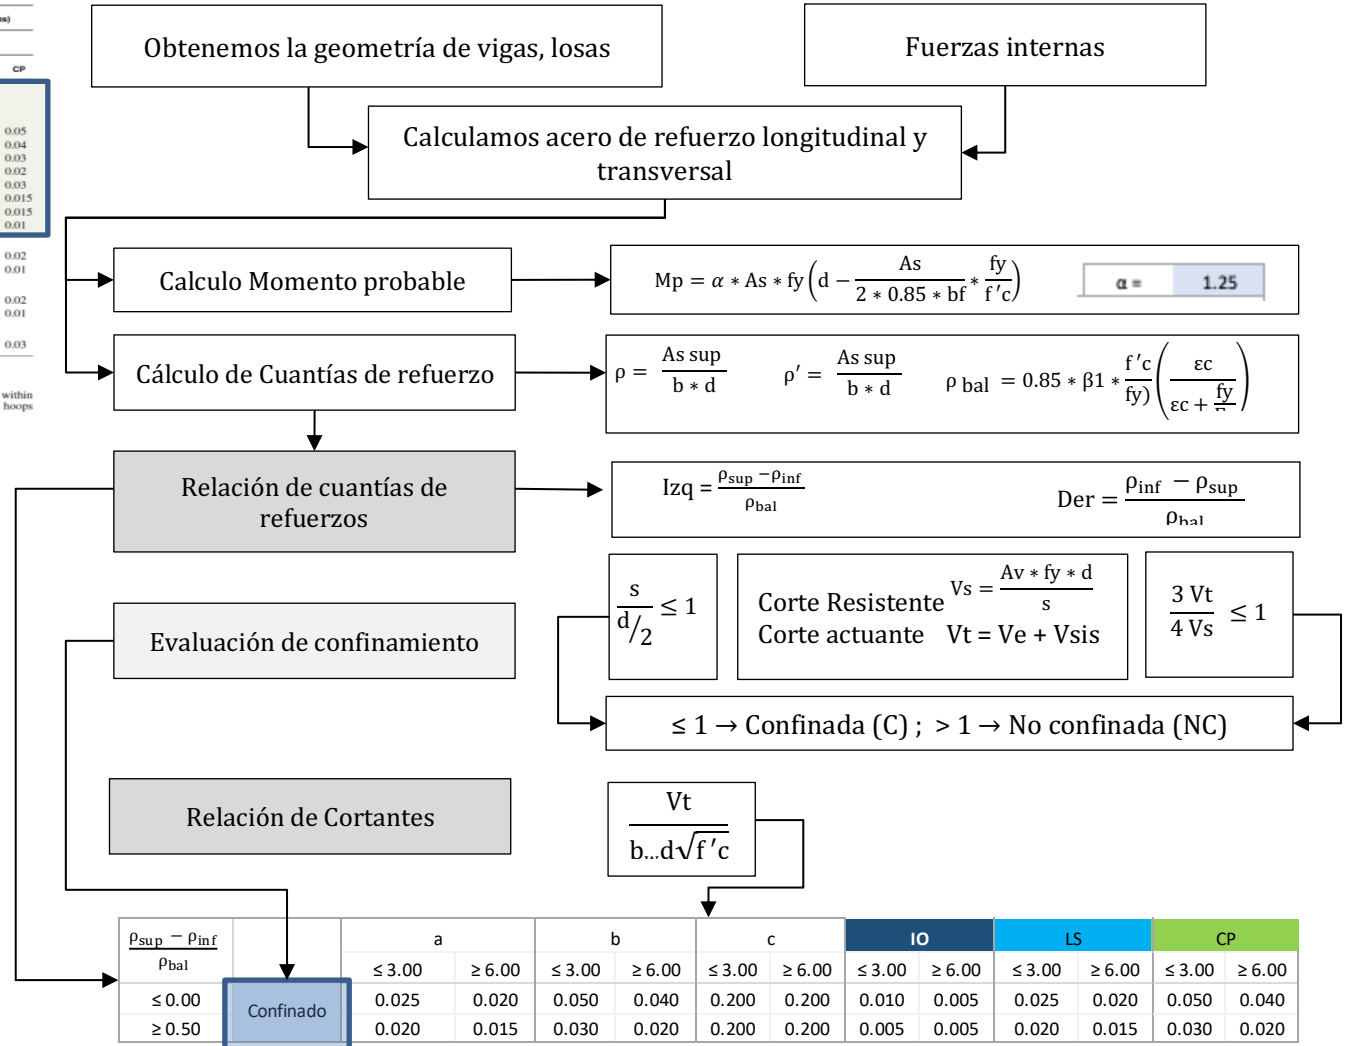 es)
CP
0.05
0.04
0.03
0.02
0.03
0.015
0.015
0.01
0.02
0.01
0.02
0.01
0.03
within
hoops
Obtenemos la geometría de vigas, losas
Fuerzas internas
Calculamos acero de refuerzo longitudinal y
transversal
Calculo Momento probable
Mp = α ∗ As ∗ fy (d − As / (2 ∗ 0.85 ∗ bf) ∗ fy / f ′c)
α = 1.25
Cálculo de Cuantías de refuerzo
ρ = As sup / (b ∗ d) ρ′ = As sup / (b ∗ d) ρ bal = 0.85 ∗ β1 ∗ f ′c / fy) (εc / (εc + fy /
Relación de cuantías de
refuerzos
Izq = (ρsup −ρinf) / ρbal
Der = (ρinf − ρsup) / ρbal
s / (d/2) ≤ 1
Corte Resistente Vs = (Av ∗ fy ∗ d) / s
Corte actuante Vt = Ve + Vsis
3 Vt / 4 Vs ≤ 1
Evaluación de confinamiento
≤ 1 → Confinada (C) ; > 1 → No confinada (NC)
Relación de Cortantes
Vt / (b...d√f ′c)
(ρsup − ρinf) / ρbal a b c IO LS CP
≤ 3.00 ≥ 6.00 ≤ 3.00 ≥ 6.00 ≤ 3.00 ≥ 6.00 ≤ 3.00 ≥ 6.00 ≤ 3.00 ≥ 6.00 ≤ 3.00 ≥ 6.00
≤ 0.00 Confinado 0.025 0.020 0.050 0.040 0.200 0.200 0.010 0.005 0.025 0.020 0.050 0.040
≥ 0.50 0.020 0.015 0.030 0.020 0.200 0.200 0.005 0.005 0.020 0.015 0.030 0.020